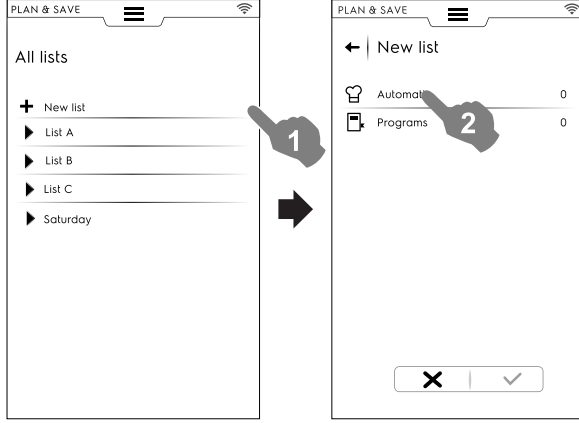 PLAN & SAVE
All lists
New list
List A
List B
List C
Saturday
1
PLAN & SAVE
New list
0
Programs 0
2